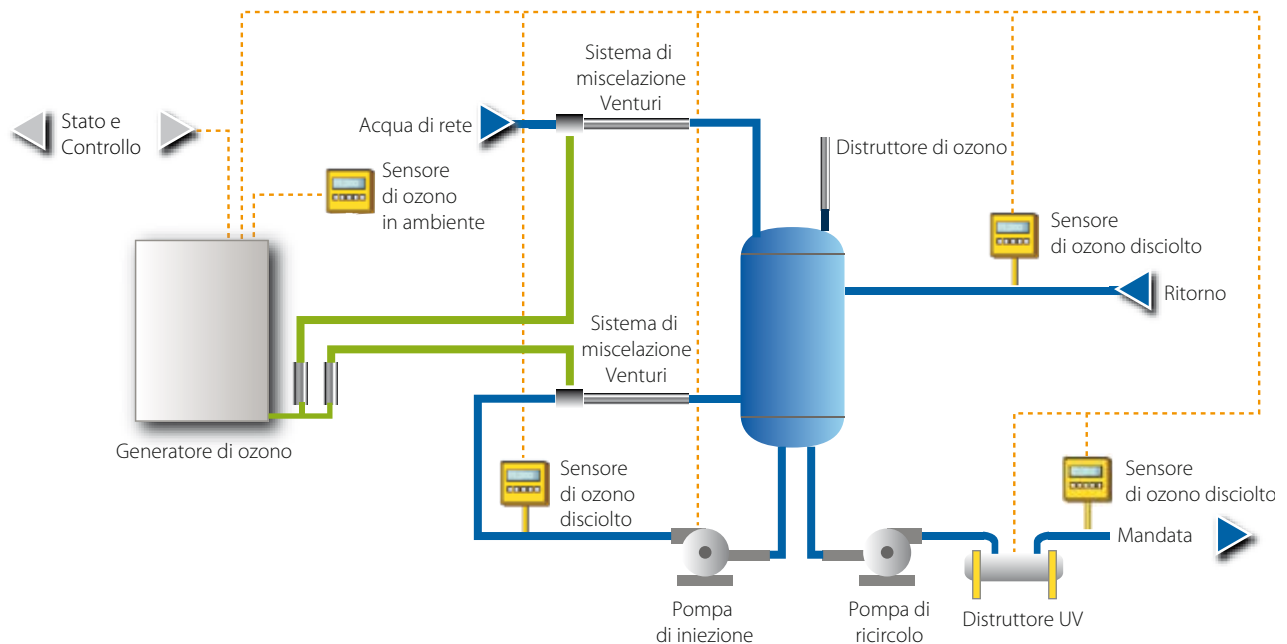 Sistema di
miscelazione
Venturi
Stato e
Controllo
Acqua di rete
Distruttore di ozono
Sensore
di ozono
in ambiente
Sensore
di ozono disciolto
Ritorno
Sistema di
miscelazione
Venturi
Generatore di ozono
Sensore
di ozono
disciolto
Sensore
di ozono disciolto
Mandata
Pompa
di iniezione
Pompa di
ricircolo
Distruttore UV